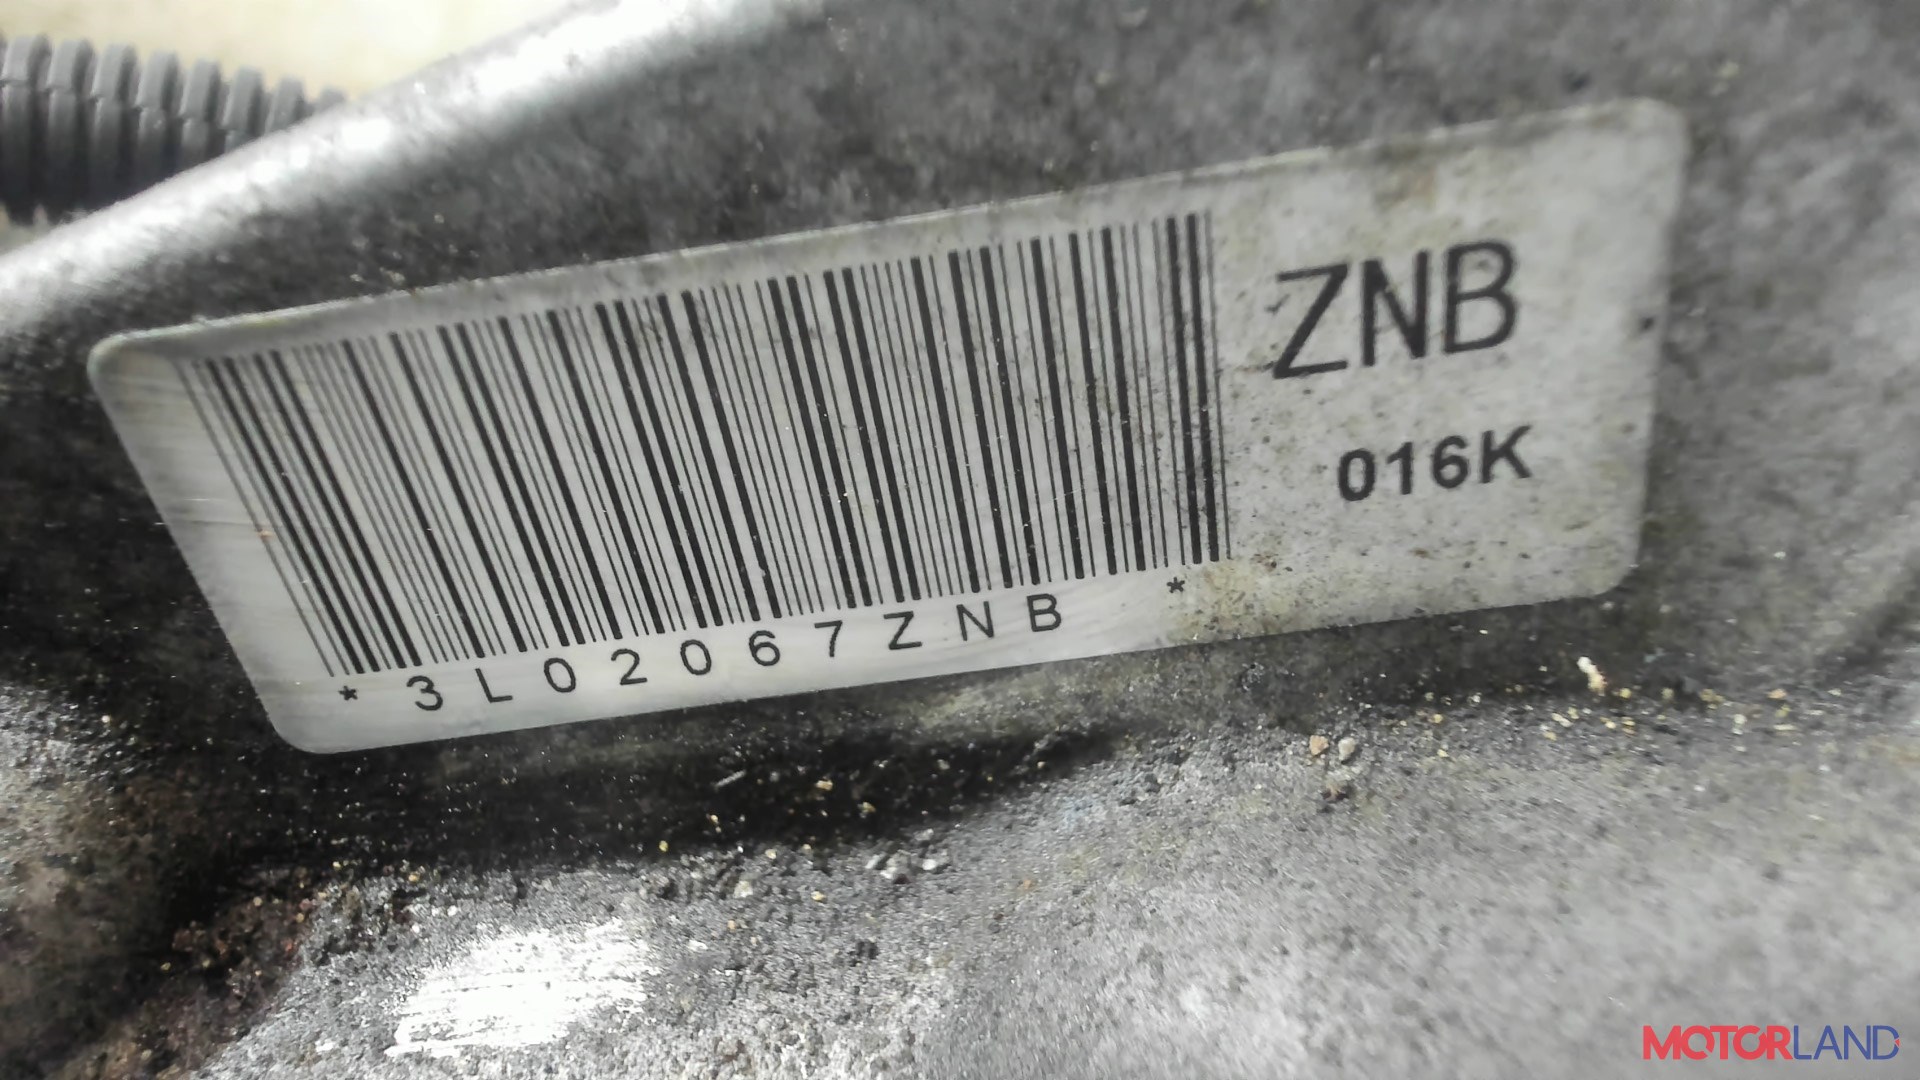 ZNB
016K
*3L02067ZNB *
MOTORLAND